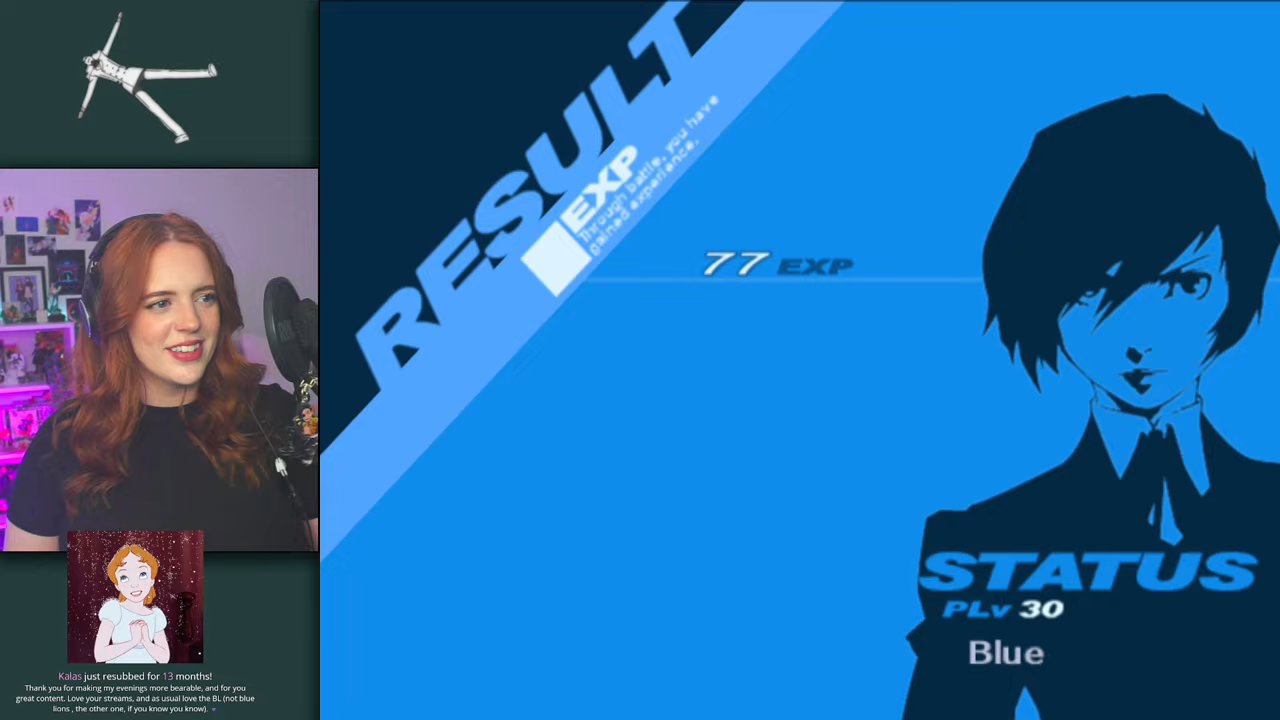 RESULT
EXP
Through battle, you have
gained experience.
77 EXP
STATUS
PLv 30
Blue
Kalas just resubbed for 13 months!
Thank you for making my evenings more bearable, and for you
great content. Love your streams, and as usual love the BL (not blue
lions , the other one, if you know you know).